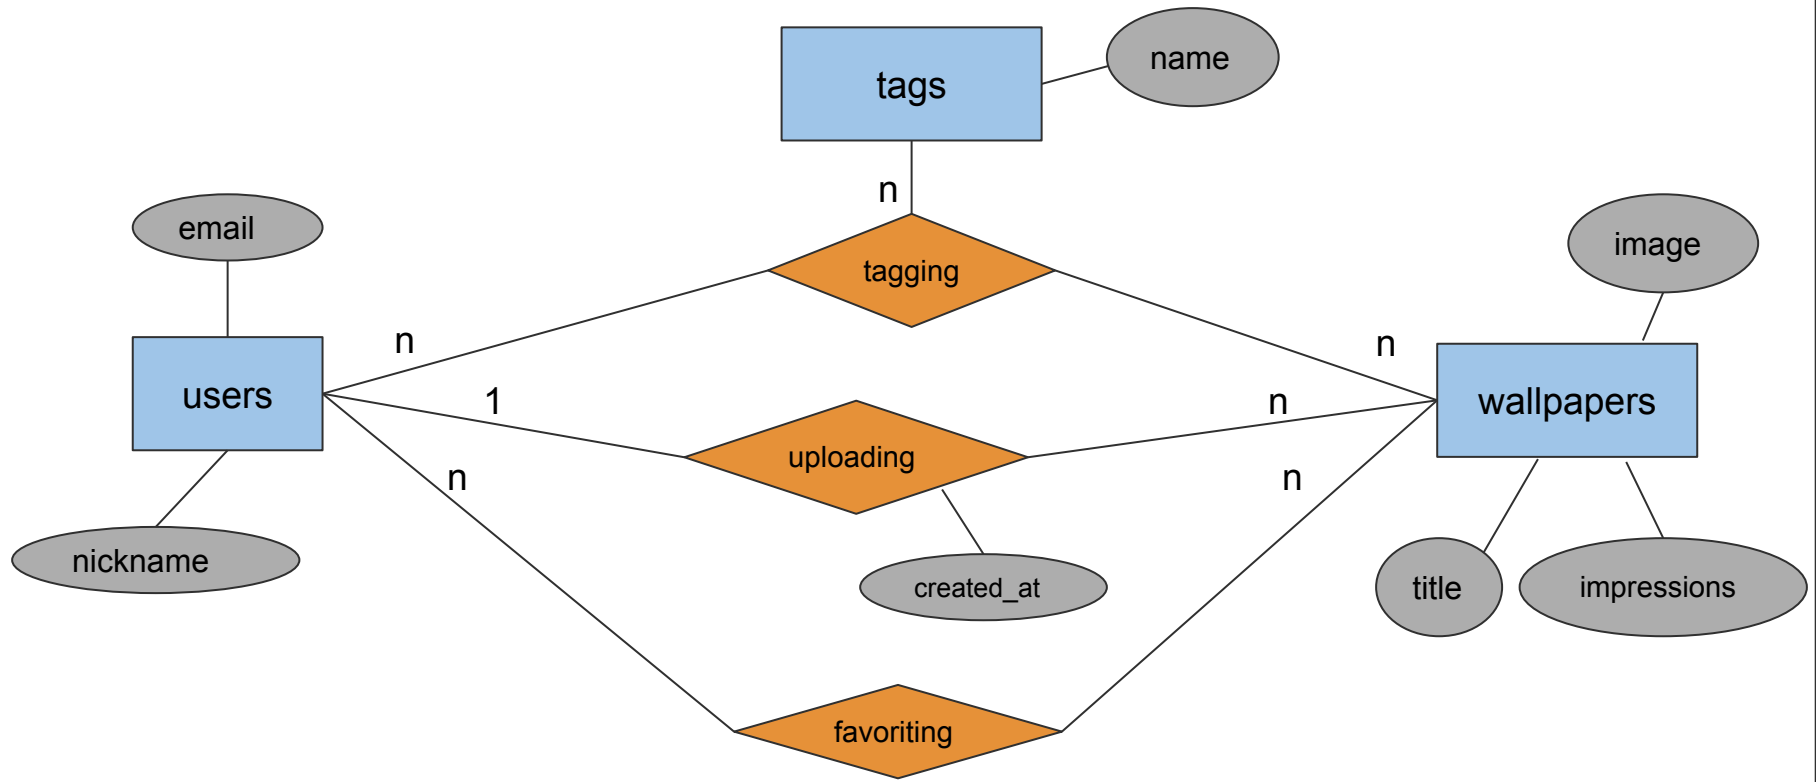 name
tags
n
email
image
tagging
n
n
users
1
n
wallpapers
uploading
n
n
nickname
created_at
title
impressions
favoriting